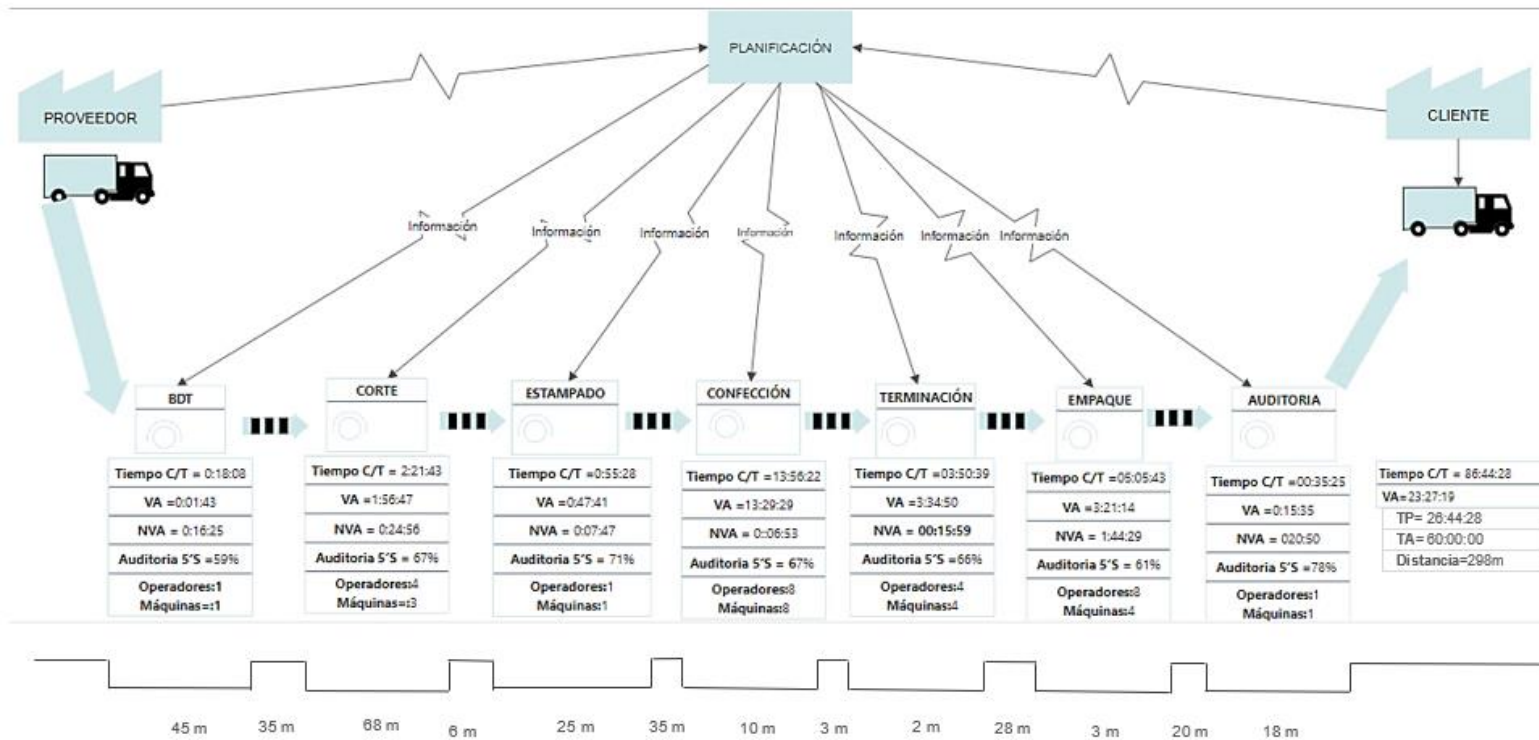 PLANIFICACIÓN
PROVEEDOR
CLIENTE
Información
Información
Información
Información
Información
Información
Información
BDT
Tiempo C/T = 0:18:08
VA =0:01:43
NVA = 0:16:25
Auditoria 5'S =59%
Operadores:1
Máquinas=:1
CORTE
Tiempo C/T = 2:21:43
VA =1:56:47
NVA = 0:24:56
Auditoria 5'S = 67%
Operadores:4
Máquinas=:3
ESTAMPADO
Tiempo C/T =0:55:28
VA =0:47:41
NVA = 0:07:47
Auditoria 5'S = 71%
Operadores:1
Máquinas:1
CONFECCIÓN
Tiempo C/T =13:56:22
VA =13:29:29
NVA = 0::06:53
Auditoria 5'S = 67%
Operadores:8
Máquinas:8
TERMINACIÓN
Tiempo C/T =03:50:39
VA =3:34:50
NVA = 00:15:59
Auditoria 5'S =66%
Operadores:4
Máquinas:4
EMPAQUE
Tiempo C/T =05:05:43
VA =3:21:14
NVA = 1:44:29
Auditoria 5'S = 61%
Operadores:8
Máquinas:4
AUDITORIA
Tiempo C/T =00:35:25
VA =0:15:35
NVA = 020:50
Auditoria 5'S =78%
Operadores:1
Máquinas:1
Tiempo C/T = 86:44:28
VA=23:27:19
TP= 26:44:28
TA= 60:00:00
Distancia=298m
45 m 35 m 68 m 6 m 25 m 35 m 10 m 3 m 2 m 28 m 3 m 20 m 18 m